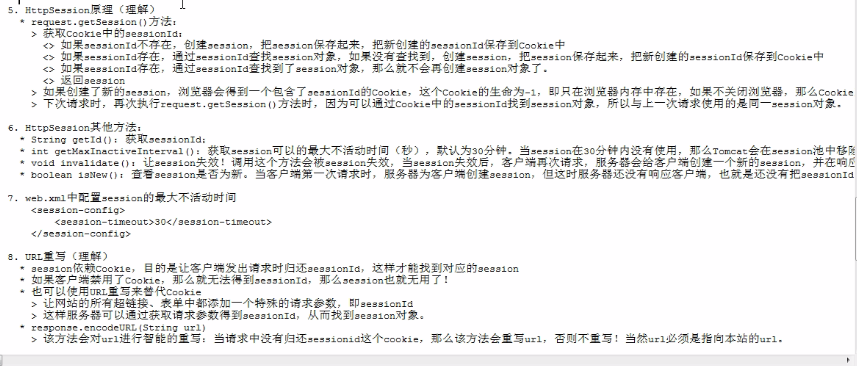 5. HttpSession原理（理解）
* request.getSession()方法：
> 获取Cookie中的sessionId：
<> 如果sessionId不存在，创建session，把session保存起来，把新创建的sessionId保存到Cookie中
<> 如果sessionId存在，通过sessionId查找session对象，如果没有查找到，创建session，把session保存起来，把新创建的sessionId保存到Cookie中
<> 如果sessionId存在，通过sessionId查找到了session对象，那么就不会再创建session对象了。
<> 返回session
> 如果创建了新的session，浏览器会得到一个包含了sessionId的Cookie，这个Cookie的生命为-1，即只在浏览器内存中存在，如果不关闭浏览器，那么Cookie
> 下次请求时，再次执行request.getSession()方法时，因为可以通过Cookie中的sessionId找到session对象，所以与上一次请求使用的是同一session对象。
6. HttpSession其他方法：
* String getId()：获取sessionId；
* int getMaxInactiveInterval()：获取session可以的最大不活动时间（秒），默认为30分钟。当session在30分钟内没有使用，那么Tomcat会在session池中移除
* void invalidate()：让session失效！调用这个方法会被session失效，当session失效后，客户端再次请求，服务器会给客户端创建一个新的session，并在响应
* boolean isNew()：查看session是否为新。当客户端第一次请求时，服务器为客户端创建session，但这时服务器还没有响应客户端，也就是还没有把sessionId
7. web.xml中配置session的最大不活动时间
<session-config>
<session-timeout>30</session-timeout>
</session-config>
8. URL重写（理解）
* session依赖Cookie，目的是让客户端发出请求时归还sessionId，这样才能找到对应的session
* 如果客户端禁用了Cookie，那么就无法得到sessionId，那么session也就无用了！
* 也可以使用URL重写来替代Cookie
> 让网站的所有超链接、表单中都添加一个特殊的请求参数，即sessionId
> 这样服务器可以通过获取请求参数得到sessionId，从而找到session对象。
* response.encodeURL(String url)
> 该方法会对url进行智能的重写：当请求中没有归还sessionid这个cookie，那么该方法会重写url，否则不重写！当然url必须是指向本站的url。